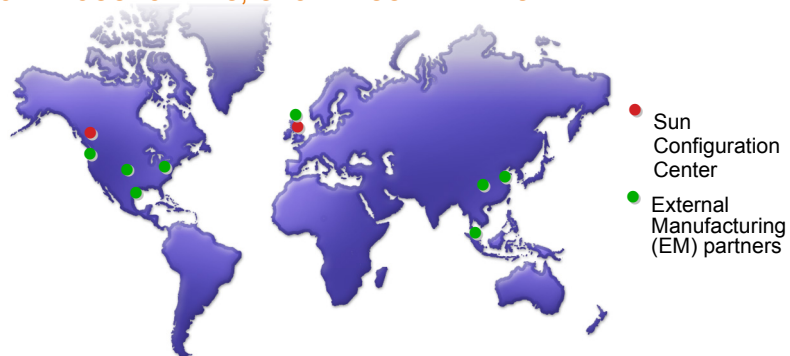 Sun
Configuration
Center
External
Manufacturing
(EM) partners